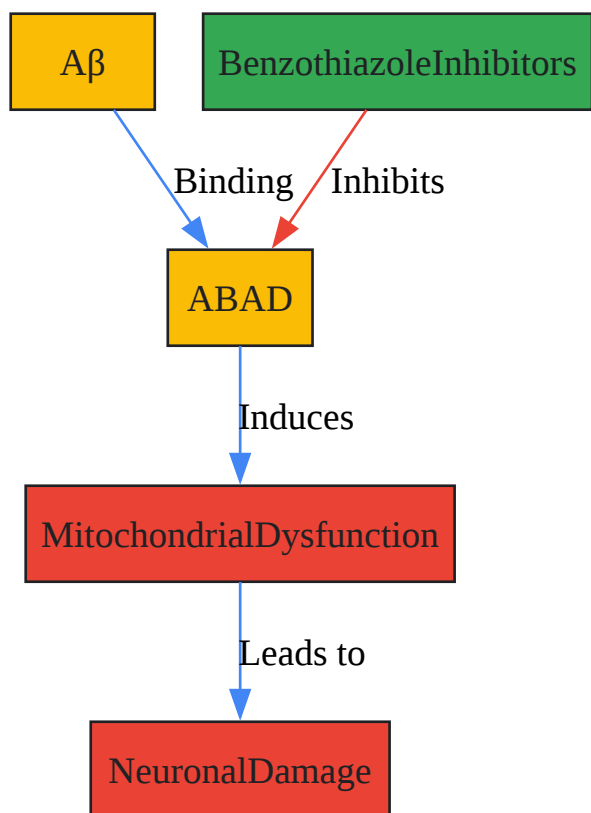 Aβ
BenzothiazoleInhibitors
Binding
Inhibits
ABAD
Induces
MitochondrialDysfunction
Leads to
NeuronalDamage